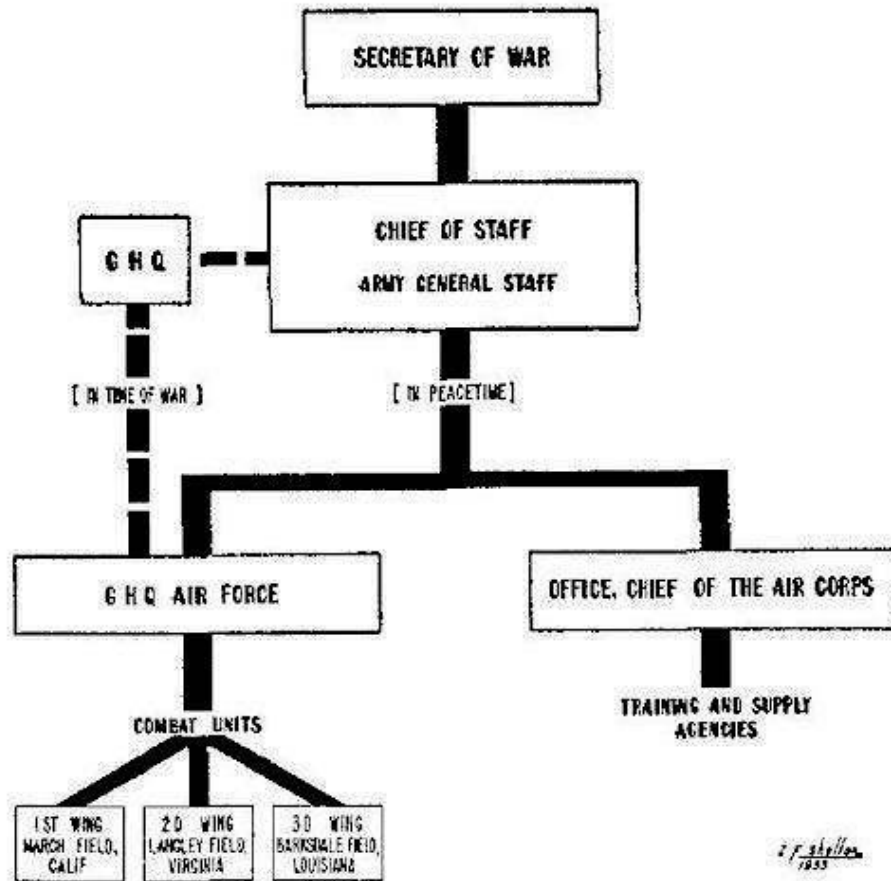 SECRETARY OF WAR
CHIEF OF STAFF
ARMY GENERAL STAFF
G H Q
[ IN TIME OF WAR ]
[ IN PEACETIME]
G H Q AIR FORCE
OFFICE, CHIEF OF THE AIR CORPS
COMBAT UNITS
TRAINING AND SUPPLY
AGENCIES
1ST WING
MARCH FIELD,
CALIF
2D WING
LANGLEY FIELD,
VIRGINIA
3D WING
BARKSDALE FIELD,
LOUISIANA